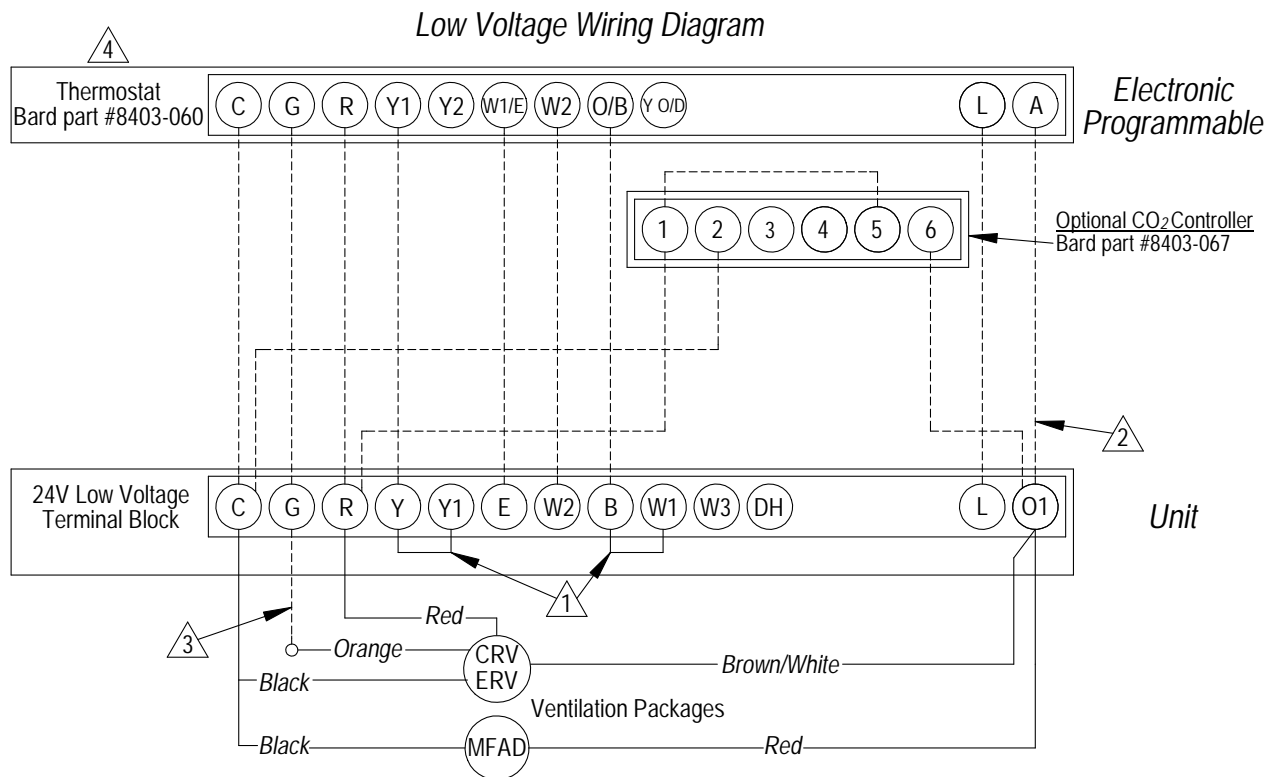 Low Voltage Wiring Diagram
4
Thermostat
Bard part #8403-060
C G R Y1 Y2 W1/E W2 O/B Y O/D L A
Electronic
Programmable
1 2 3 4 5 6
Optional CO2 Controller
Bard part #8403-067
2
24V Low Voltage
Terminal Block
C G R Y Y1 E W2 B W1 W3 DH L O1
Unit
1
3
Red
Orange
CRV
ERV
Brown/White
Black
Ventilation Packages
Black
MFAD
Red